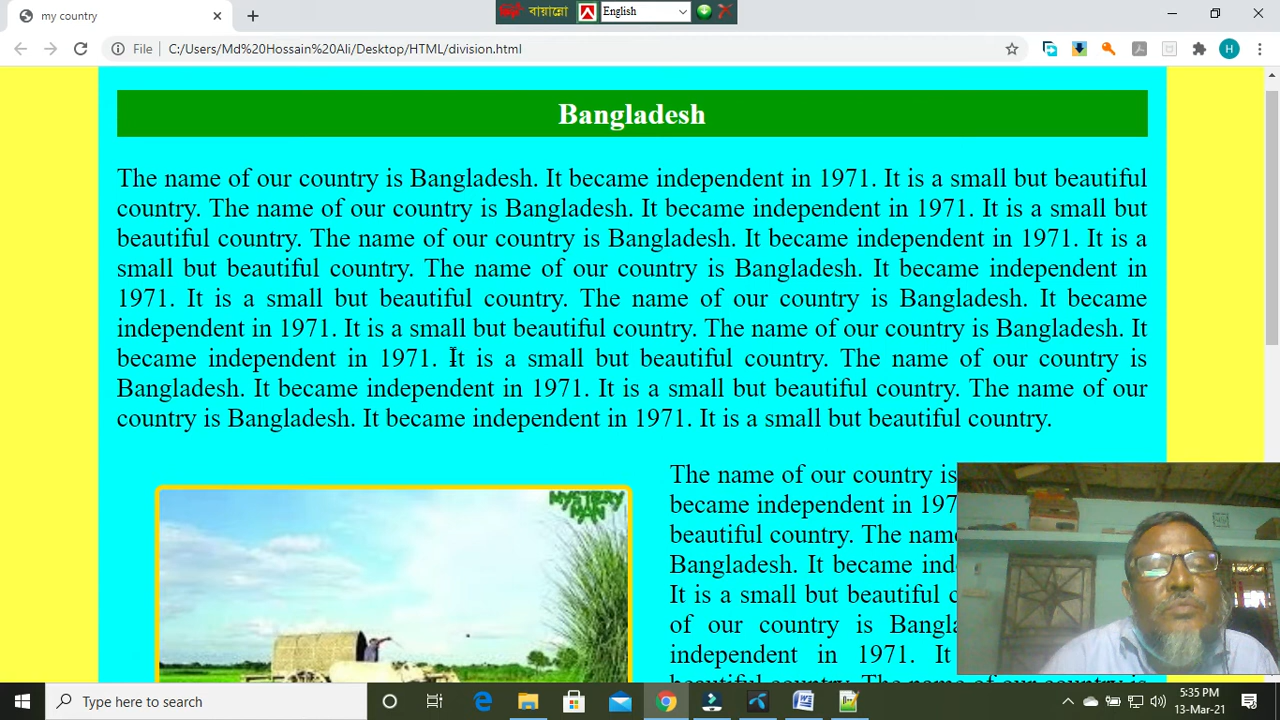 my country
বায়ান্নো
English
File
C:/Users/Md%20Hossain%20Ali/Desktop/HTML/division.html
H
Bangladesh
The name of our country is Bangladesh. It became independent in 1971. It is a small but beautiful
country. The name of our country is Bangladesh. It became independent in 1971. It is a small but
beautiful country. The name of our country is Bangladesh. It became independent in 1971. It is a
small but beautiful country. The name of our country is Bangladesh. It became independent in
1971. It is a small but beautiful country. The name of our country is Bangladesh. It became
independent in 1971. It is a small but beautiful country. The name of our country is Bangladesh. It
became independent in 1971. It is a small but beautiful country. The name of our country is
Bangladesh. It became independent in 1971. It is a small but beautiful country. The name of our
country is Bangladesh. It became independent in 1971. It is a small but beautiful country.
MYSTERY
MAN
The name of our country is
became independent in 197
beautiful country. The name
Bangladesh. It became ind
It is a small but beautiful c
of our country is Bangla
independent in 1971. It
beautiful country. The name of our country is
Type here to search
5:35 PM
13-Mar-21